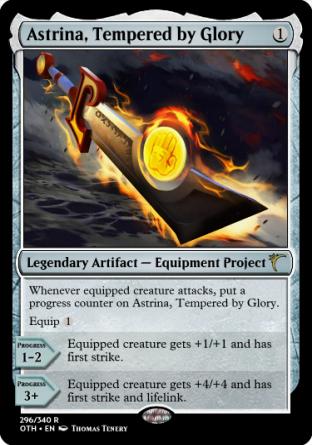 Astrina, Tempered by Glory 1
Legendary Artifact — Equipment Project
Whenever equipped creature attacks, put a
progress counter on Astrina, Tempered by Glory.
Equip 1
PROGRESS
1-2
Equipped creature gets +1/+1 and has
first strike.
PROGRESS
3+
Equipped creature gets +4/+4 and has
first strike and lifelink.
296/340 R
OTH • EN THOMAS TENERY